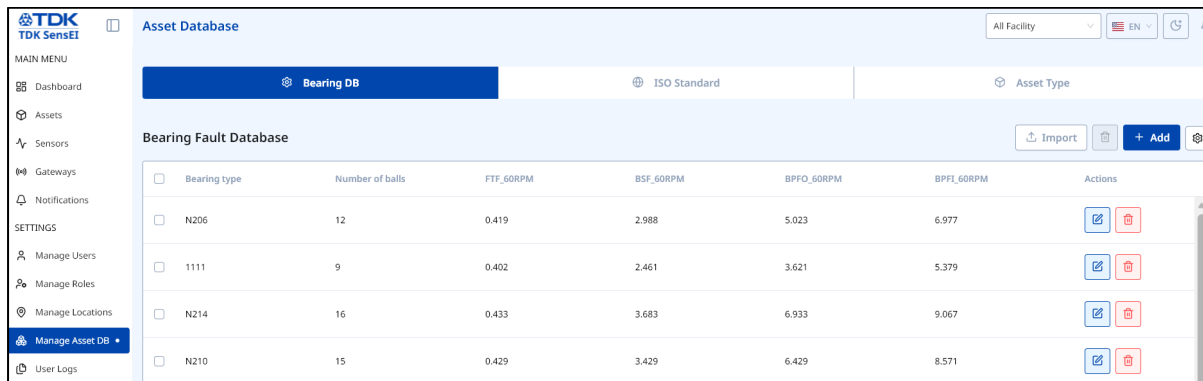 TDK
TDK SensEI
Asset Database
All Facility
EN
MAIN MENU
Dashboard
Assets
Sensors
Gateways
Notifications
SETTINGS
Manage Users
Manage Roles
Manage Locations
Manage Asset DB
User Logs
Bearing DB
ISO Standard
Asset Type
Bearing Fault Database
Import
+ Add
Bearing type Number of balls FTF_60RPM BSF_60RPM BPFO_60RPM BPFI_60RPM Actions
N206 12 0.419 2.988 5.023 6.977
1111 9 0.402 2.461 3.621 5.379
N214 16 0.433 3.683 6.933 9.067
N210 15 0.429 3.429 6.429 8.571